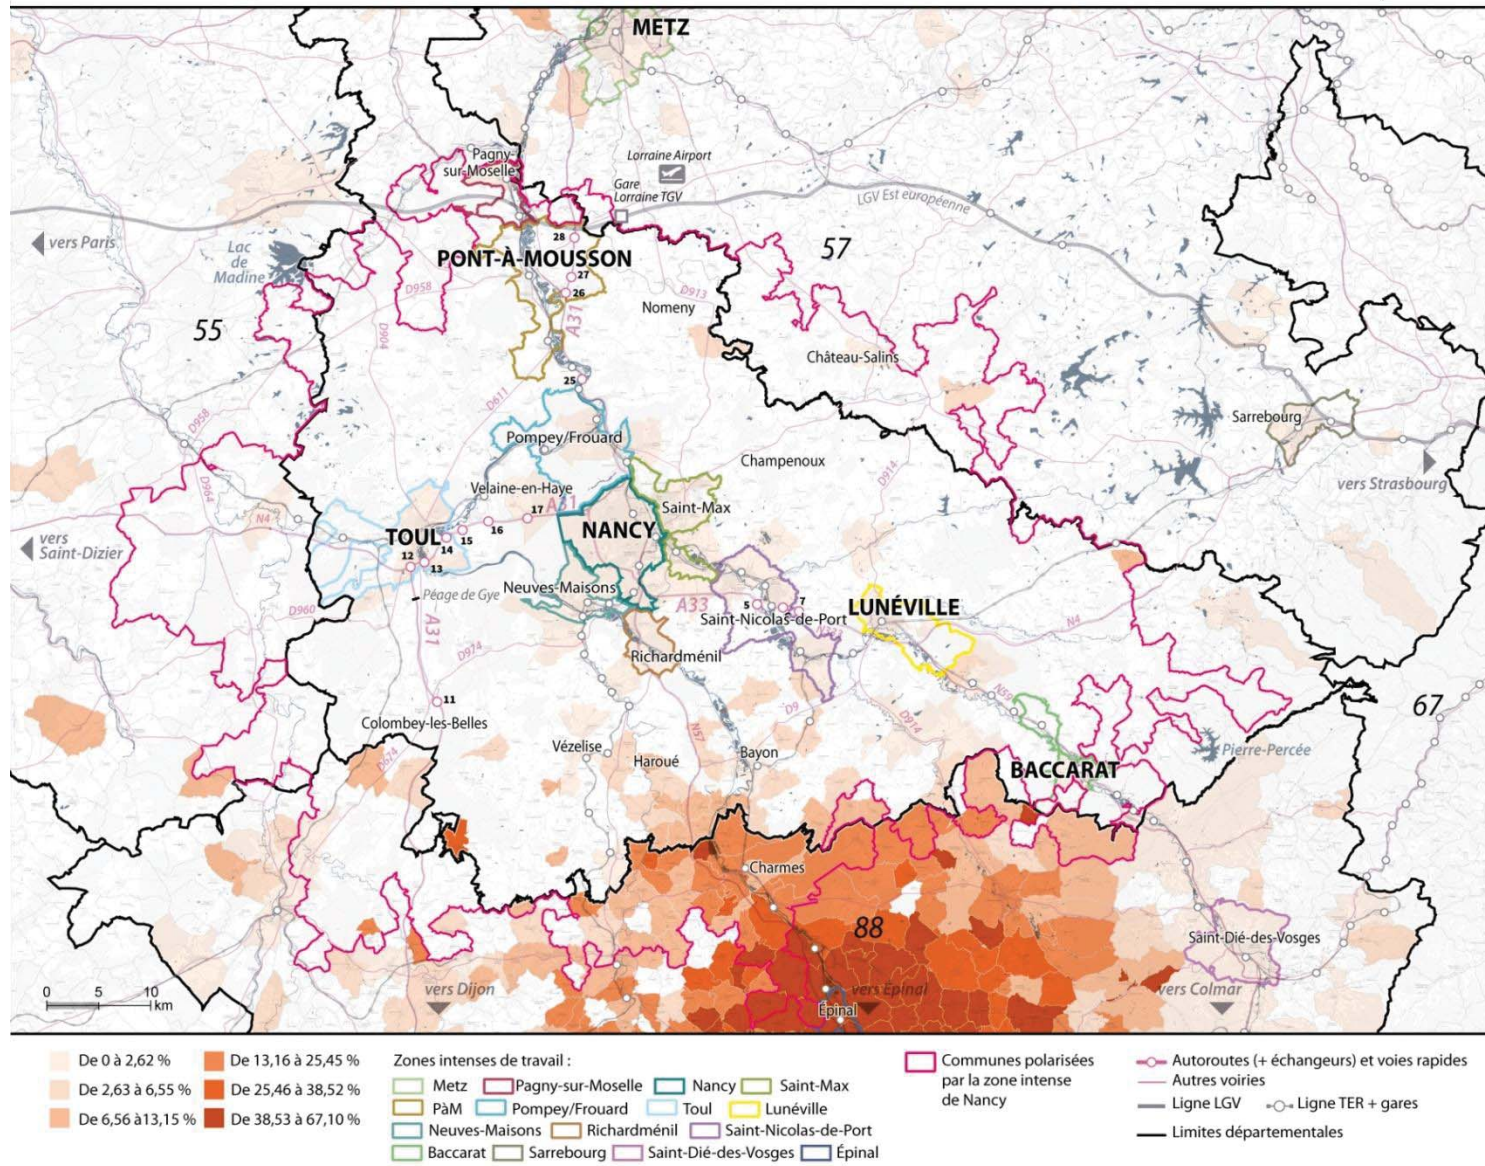 METZ
Pagny-
sur-Moselle
Lorraine Airport
Gare
Lorraine TGV
LGV Est européenne
vers Paris
Lac
de
Madine
28
57
PONT-À-MOUSSON
27
26
D958
D913
Nomeny
A31
55
D904
Château-Salins
25
D611
D958
Sarrebourg
Pompey/Frouard
Champenoux
D914
vers Strasbourg
D964
Velaine-en-Haye
A31
Saint-Max
N4
17
16
NANCY
TOUL
15
14
vers
Saint-Dizier
12
13
Péage de Gye
Neuves-Maisons
A33
5
7
LUNÉVILLE
D960
Saint-Nicolas-de-Port
N4
A31
D974
Richardménil
N59
67
11
D9
Colombey-les-Belles
D914
N57
Vézelise
Bayon
Pierre-Percée
D674
Haroué
BACCARAT
Charmes
88
Saint-Dié-des-Vosges
vers Dijon
vers Épinal
vers Colmar
Épinal
0 5 10
km
De 0 à 2,62 %
De 2,63 à 6,55 %
De 6,56 à13,15 %
De 13,16 à 25,45 %
De 25,46 à 38,52 %
De 38,53 à 67,10 %
Zones intenses de travail :
Metz Pagny-sur-Moselle Nancy Saint-Max
PàM Pompey/Frouard Toul Lunéville
Neuves-Maisons Richardménil Saint-Nicolas-de-Port
Baccarat Sarrebourg Saint-Dié-des-Vosges Épinal
Communes polarisées
par la zone intense
de Nancy
Autoroutes (+ échangeurs) et voies rapides
Autres voiries
Ligne LGV Ligne TER + gares
Limites départementales